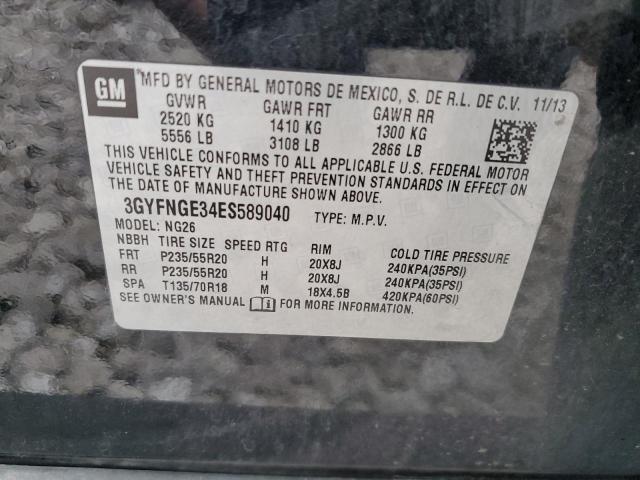 GM
MFD BY GENERAL MOTORS DE MEXICO, S. DE R.L. DE C.V. 11/13
GVWR GAWR FRT GAWR RR
2520 KG 1410 KG 1300 KG
5556 LB 3108 LB 2866 LB
THIS VEHICLE CONFORMS TO ALL APPLICABLE U.S. FEDERAL MOTOR
VEHICLE SAFETY AND THEFT PREVENTION STANDARDS IN EFFECT ON
THE DATE OF MANUFACTURE SHOWN ABOVE.
3GYFNGE34ES589040 TYPE: M.P.V.
MODEL: NG26
NBBH TIRE SIZE SPEED RTG RIM COLD TIRE PRESSURE
FRT P235/55R20 H 20X8J 240KPA(35PSI)
RR P235/55R20 H 20X8J 240KPA(35PSI)
SPA T135/70R18 M 18X4.5B 420KPA(60PSI)
SEE OWNER'S MANUAL FOR MORE INFORMATION.